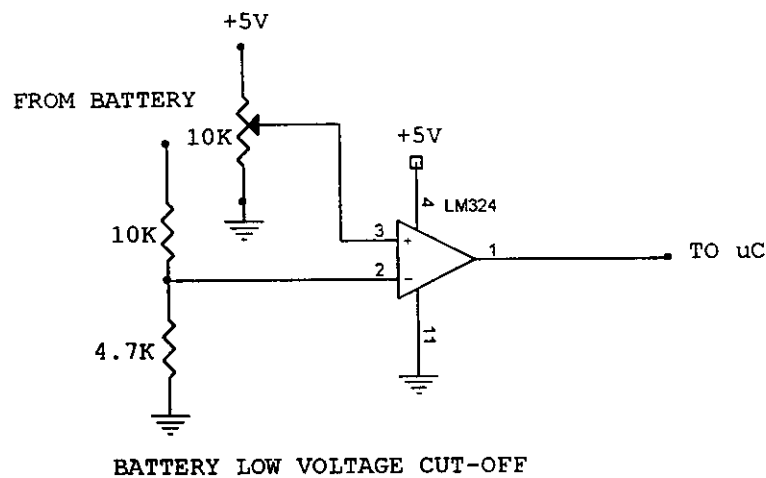 +5V
FROM BATTERY
10K
+5V
4 LM324
10K
3 +
1
TO uC
2 -
11
4.7K
BATTERY LOW VOLTAGE CUT-OFF